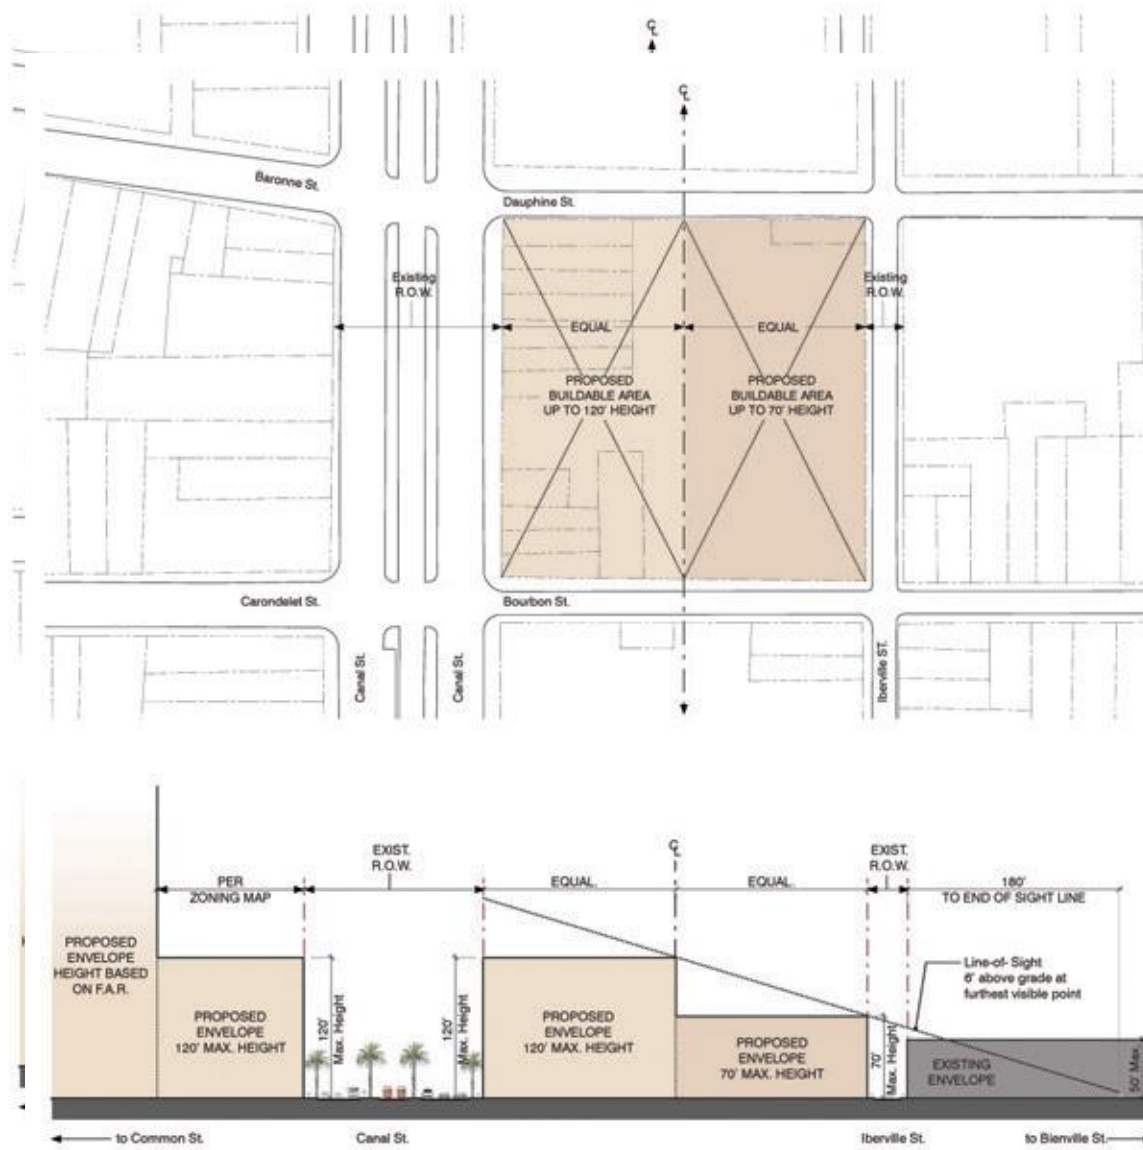 C̵L
C̵L
Baronne St.
Dauphine St.
Existing
R.O.W.
Existing
R.O.W.
EQUAL
EQUAL
PROPOSED
BUILDABLE AREA
UP TO 120' HEIGHT
PROPOSED
BUILDABLE AREA
UP TO 70' HEIGHT
Carondelet St.
Bourbon St.
Canal St.
Canal St.
Iberville ST.
EXIST.
R.O.W.
C̵L
EXIST.
R.O.W.
PER
ZONING MAP
EQUAL.
EQUAL.
180'
TO END OF SIGHT LINE
PROPOSED
ENVELOPE
HEIGHT BASED
ON F.A.R.
Line-of- Sight
6' above grade at
furthest visible point
PROPOSED
ENVELOPE
120' MAX. HEIGHT
120'
Max. Height
120'
Max. Height
PROPOSED
ENVELOPE
120' MAX. HEIGHT
PROPOSED
ENVELOPE
70' MAX. HEIGHT
70'
Max. Height
EXISTING
ENVELOPE
50' Max.
to Common St.
Canal St.
Iberville St.
to Bienville St.